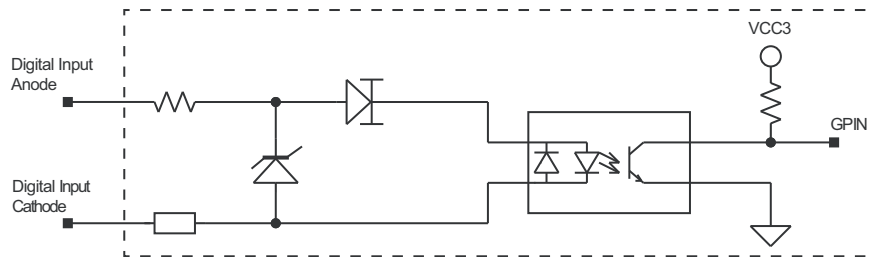 VCC3
Digital Input
Anode
GPIN
Digital Input
Cathode